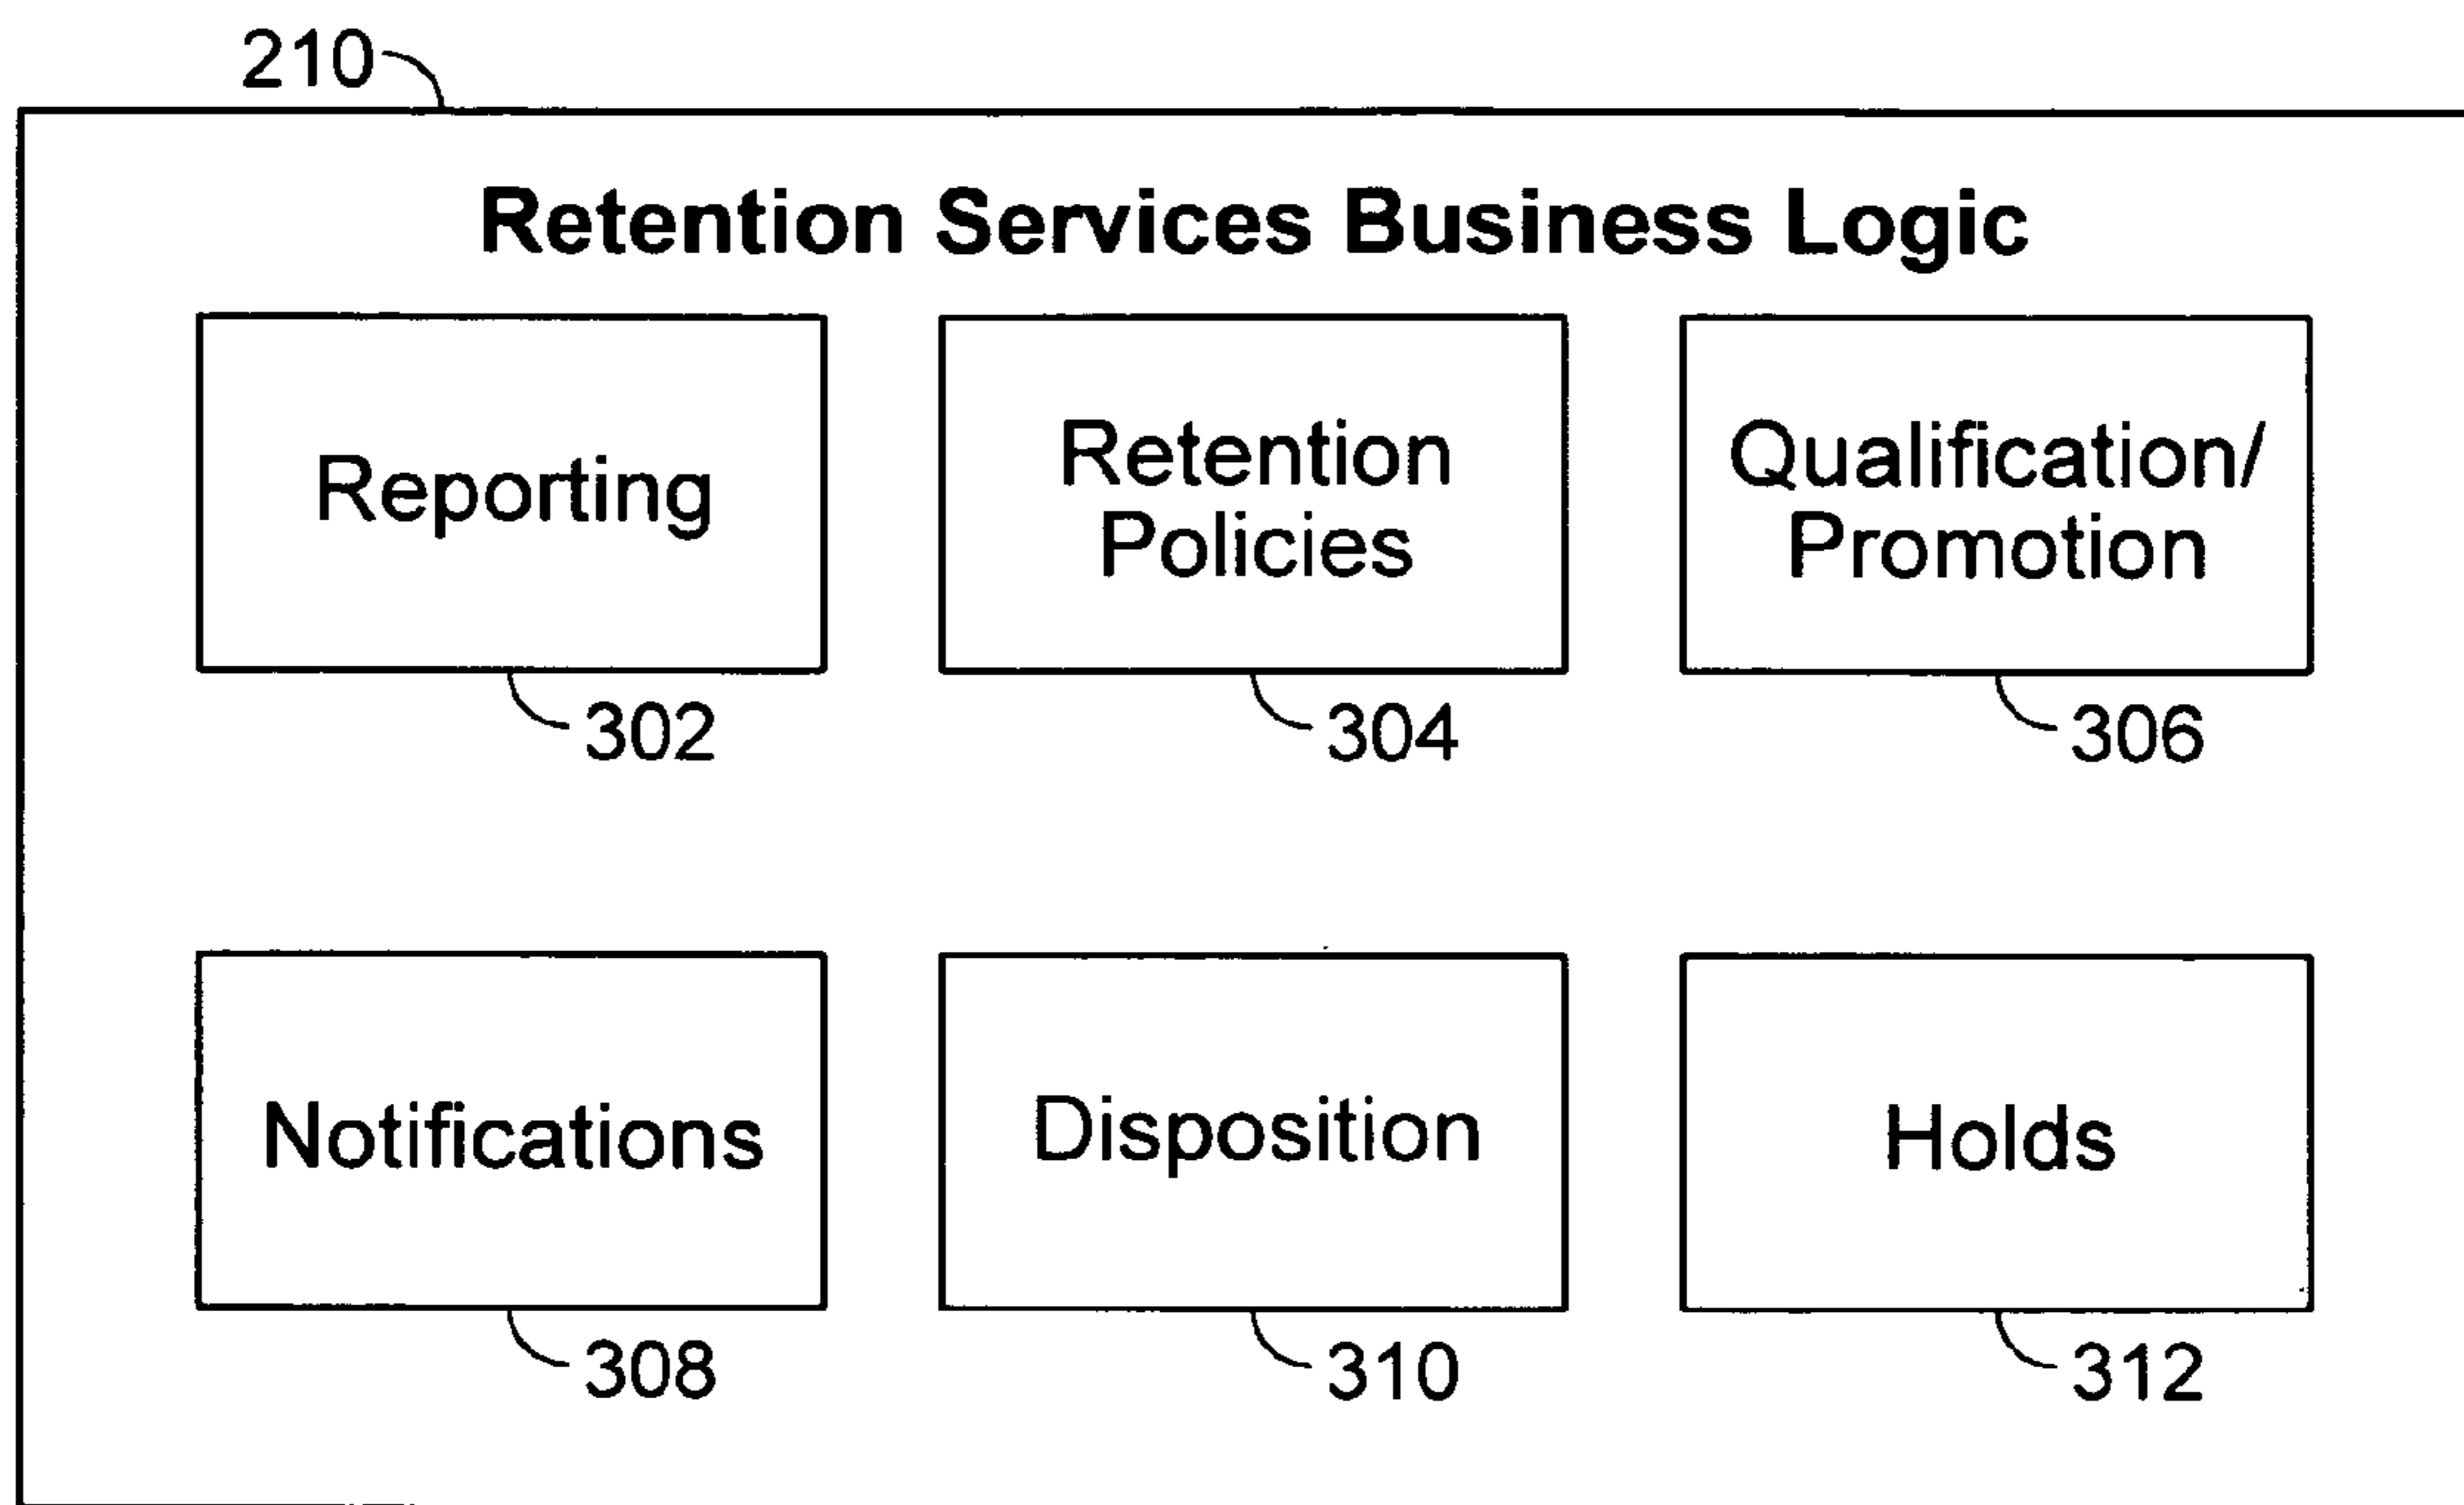 210
Retention Services Business Logic
Reporting
Retention
Policies
Qualification/
Promotion
302
304
306
Notifications
Disposition
Holds
308
310
312